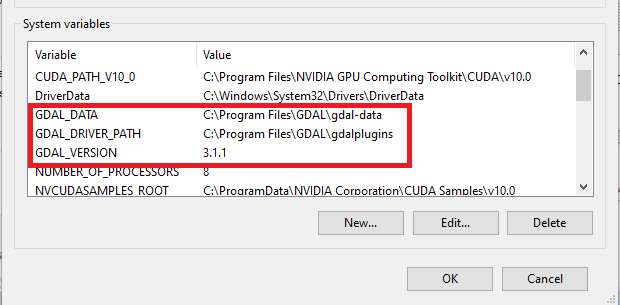 System variables
Variable Value
CUDA_PATH_V10_0 C:\Program Files\NVIDIA GPU Computing Toolkit\CUDA\v10.0
DriverData C:\Windows\System32\Drivers\DriverData
GDAL_DATA C:\Program Files\GDAL\gdal-data
GDAL_DRIVER_PATH C:\Program Files\GDAL\gdalplugins
GDAL_VERSION 3.1.1
NUMBER_OF_PROCESSORS 8
NVCUDASAMPLES_ROOT C:\ProgramData\NVIDIA Corporation\CUDA Samples\v10.0
New... Edit... Delete
OK Cancel